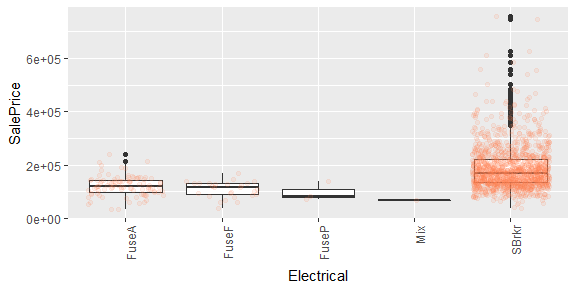 SalePrice
6e+05
4e+05
2e+05
0e+00
FuseA
FuseF
FuseP
Mix
SBrkr
Electrical